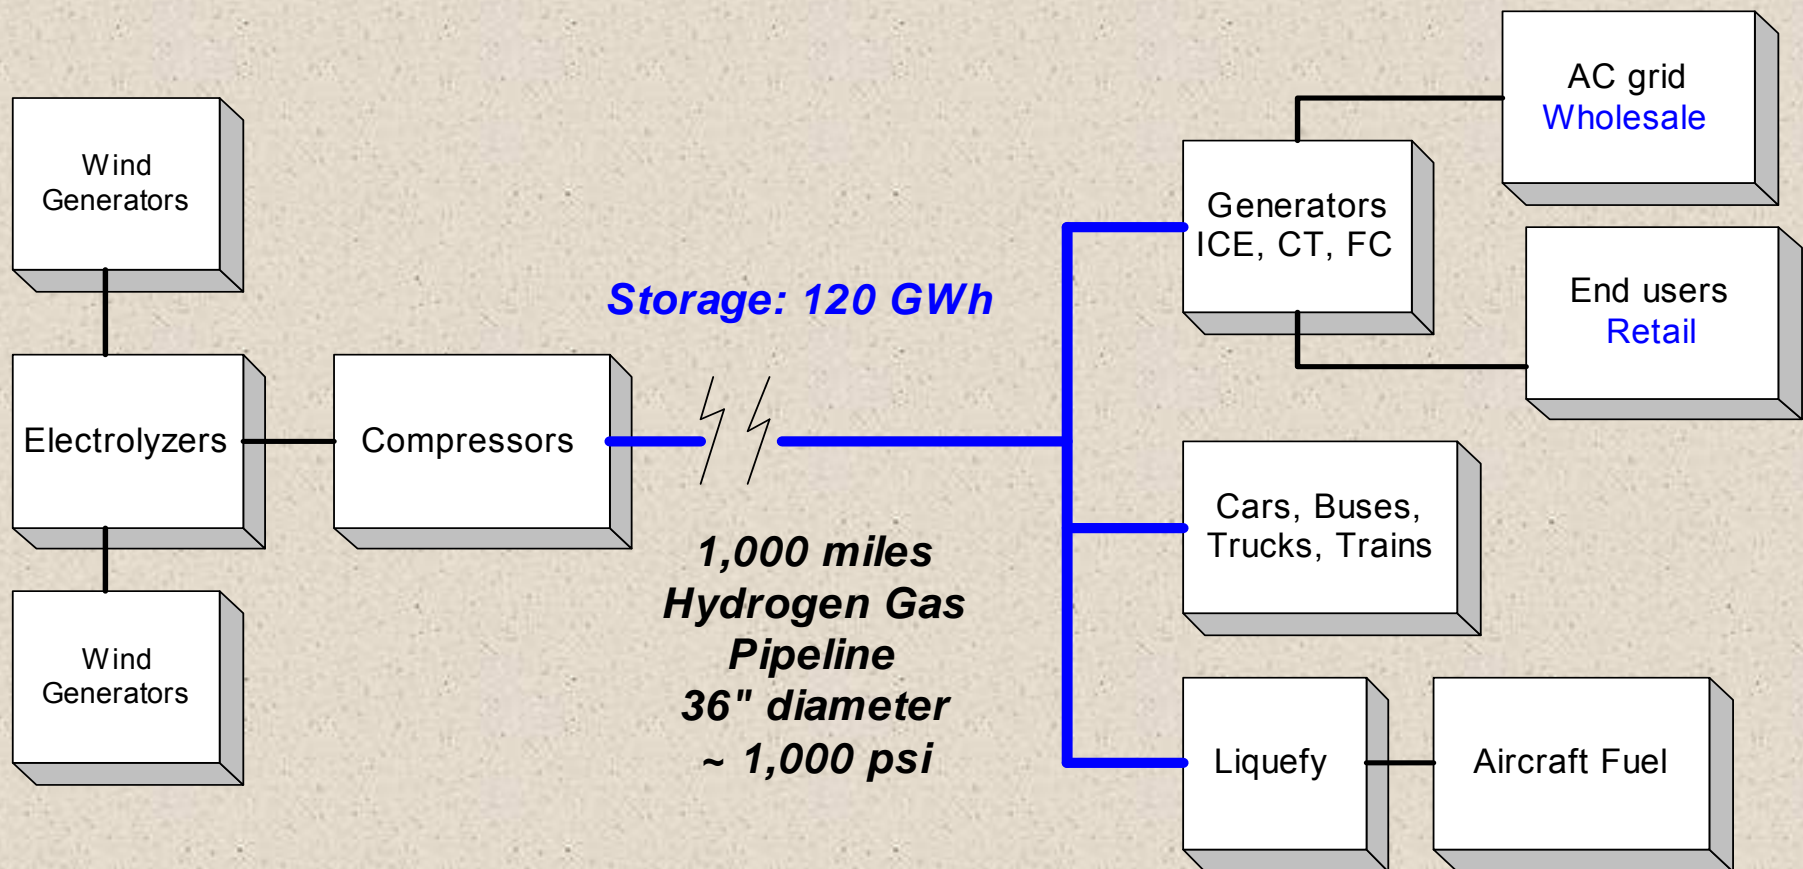 Wind
Generators
Electrolyzers
Wind
Generators
Compressors
Storage: 120 GWh
1,000 miles
Hydrogen Gas
Pipeline
36" diameter
~ 1,000 psi
Generators
ICE, CT, FC
AC grid
Wholesale
End users
Retail
Cars, Buses,
Trucks, Trains
Liquefy
Aircraft Fuel